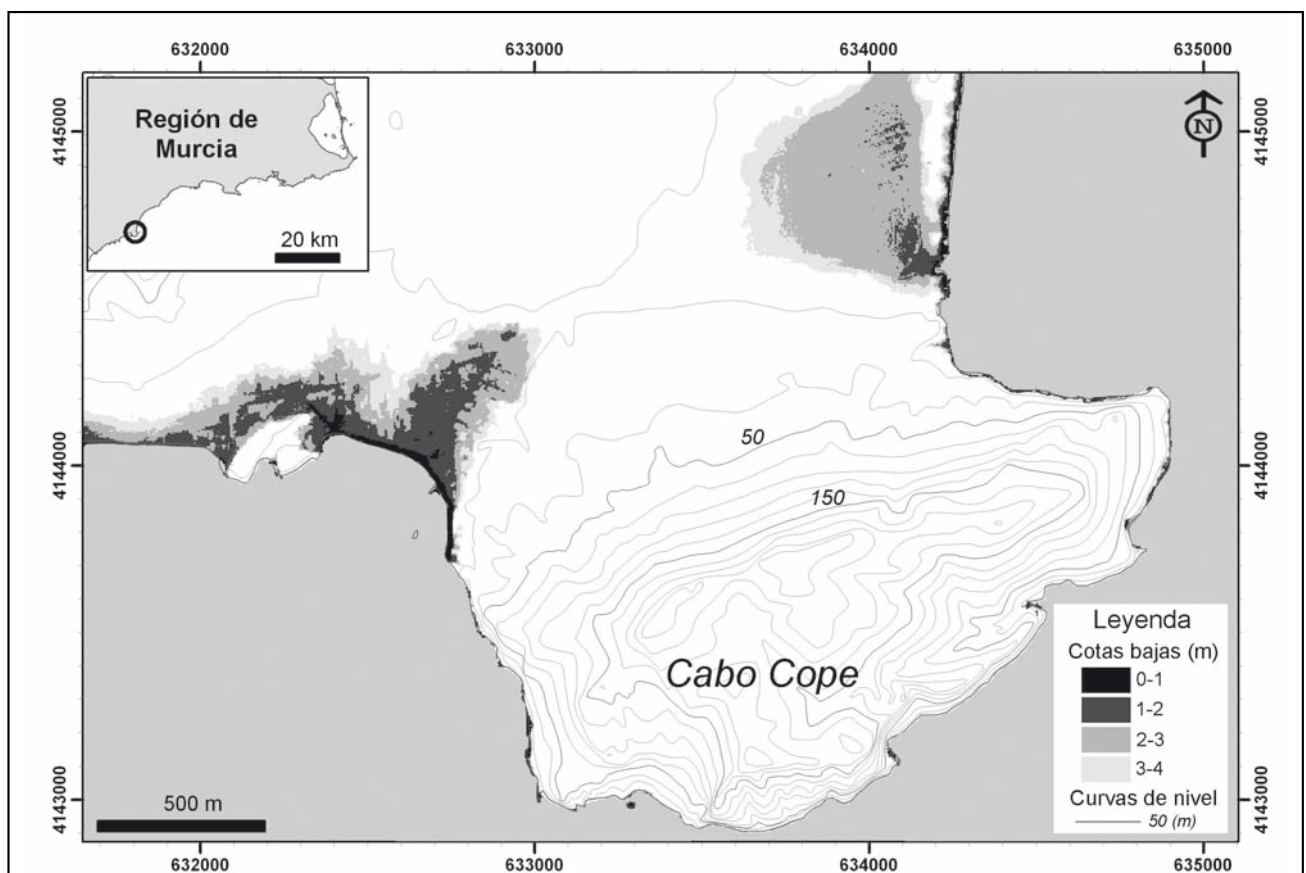 632000
633000
634000
635000
Región de
Murcia
20 km
N
4145000
4145000
4144000
4144000
50
150
Cabo Cope
Leyenda
Cotas bajas (m)
0-1
1-2
2-3
3-4
Curvas de nivel
50 (m)
4143000
4143000
500 m
632000
633000
634000
635000